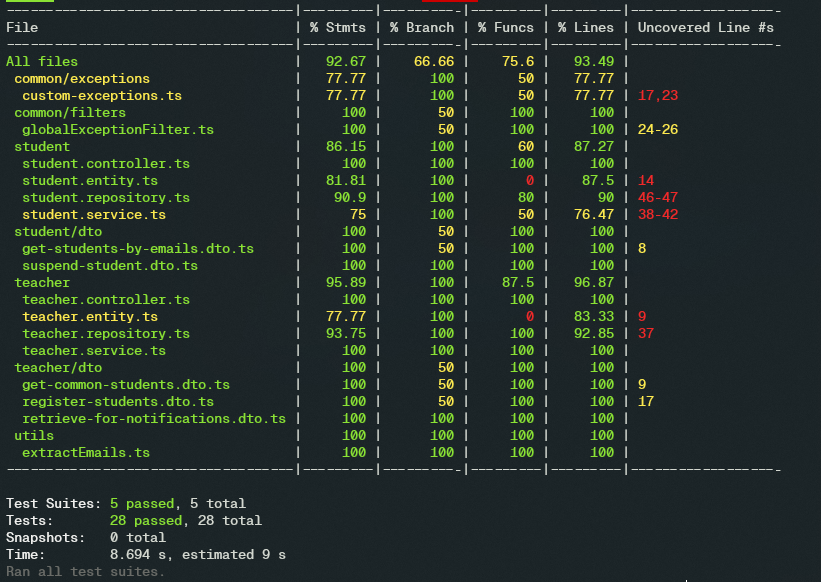 -----------------------------------|---------|----------|---------|---------|-------------------
File                               | % Stmts | % Branch | % Funcs | % Lines | Uncovered Line #s
-----------------------------------|---------|----------|---------|---------|-------------------
All files                          |   92.67 |    66.66 |    75.6 |   93.49 |
 common/exceptions                 |   77.77 |      100 |      50 |   77.77 |
  custom-exceptions.ts             |   77.77 |      100 |      50 |   77.77 | 17,23
 common/filters                    |     100 |       50 |     100 |     100 |
  globalExceptionFilter.ts         |     100 |       50 |     100 |     100 | 24-26
 student                           |   86.15 |      100 |      60 |   87.27 |
  student.controller.ts            |     100 |      100 |     100 |     100 |
  student.entity.ts                |   81.81 |      100 |       0 |    87.5 | 14
  student.repository.ts            |    90.9 |      100 |      80 |      90 | 46-47
  student.service.ts               |      75 |      100 |      50 |   76.47 | 38-42
 student/dto                       |     100 |       50 |     100 |     100 |
  get-students-by-emails.dto.ts    |     100 |       50 |     100 |     100 | 8
  suspend-student.dto.ts           |     100 |      100 |     100 |     100 |
 teacher                           |   95.89 |      100 |    87.5 |   96.87 |
  teacher.controller.ts            |     100 |      100 |     100 |     100 |
  teacher.entity.ts                |   77.77 |      100 |       0 |   83.33 | 9
  teacher.repository.ts            |   93.75 |      100 |     100 |   92.85 | 37
  teacher.service.ts               |     100 |      100 |     100 |     100 |
 teacher/dto                       |     100 |       50 |     100 |     100 |
  get-common-students.dto.ts       |     100 |       50 |     100 |     100 | 9
  register-students.dto.ts         |     100 |       50 |     100 |     100 | 17
  retrieve-for-notifications.dto.ts |     100 |      100 |     100 |     100 |
 utils                             |     100 |      100 |     100 |     100 |
  extractEmails.ts                 |     100 |      100 |     100 |     100 |
-----------------------------------|---------|----------|---------|---------|-------------------
Test Suites: 5 passed, 5 total
Tests:       28 passed, 28 total
Snapshots:   0 total
Time:        8.694 s, estimated 9 s
Ran all test suites.